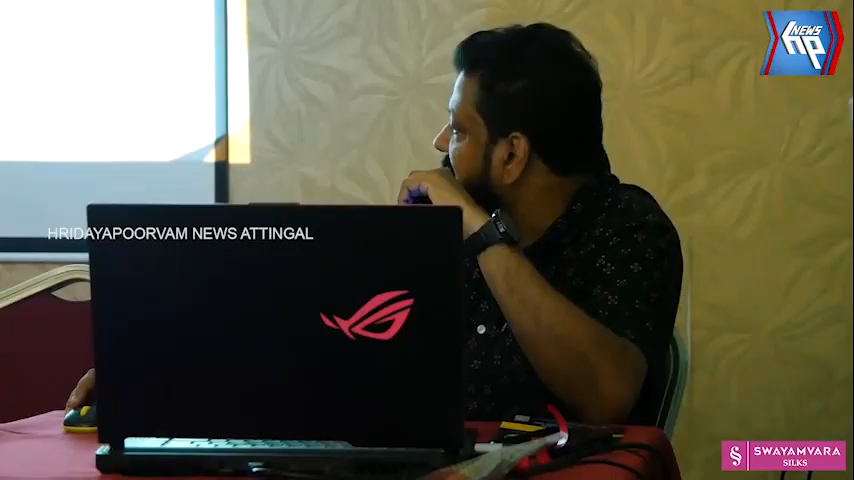 NEWS
HP
HRIDAYAPOORVAM NEWS ATTINGAL
SWAYAMVARA
SILKS